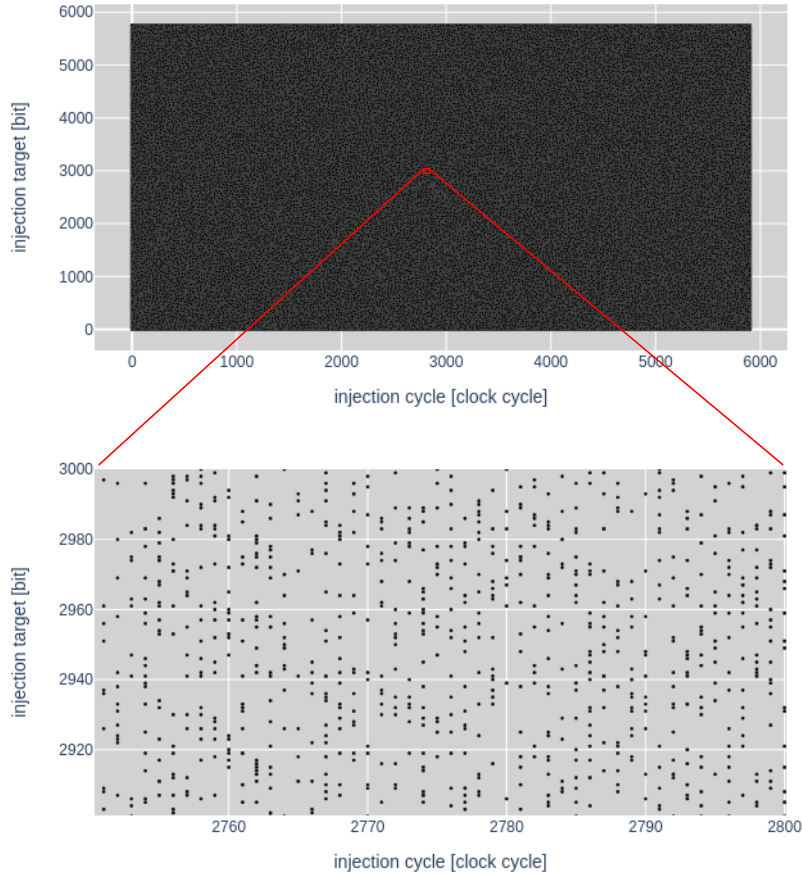 6000
5000
4000
3000
2000
1000
0
injection target [bit]
0 1000 2000 3000 4000 5000 6000
injection cycle [clock cycle]
3000
2980
2960
2940
2920
injection target [bit]
2760 2770 2780 2790 2800
injection cycle [clock cycle]